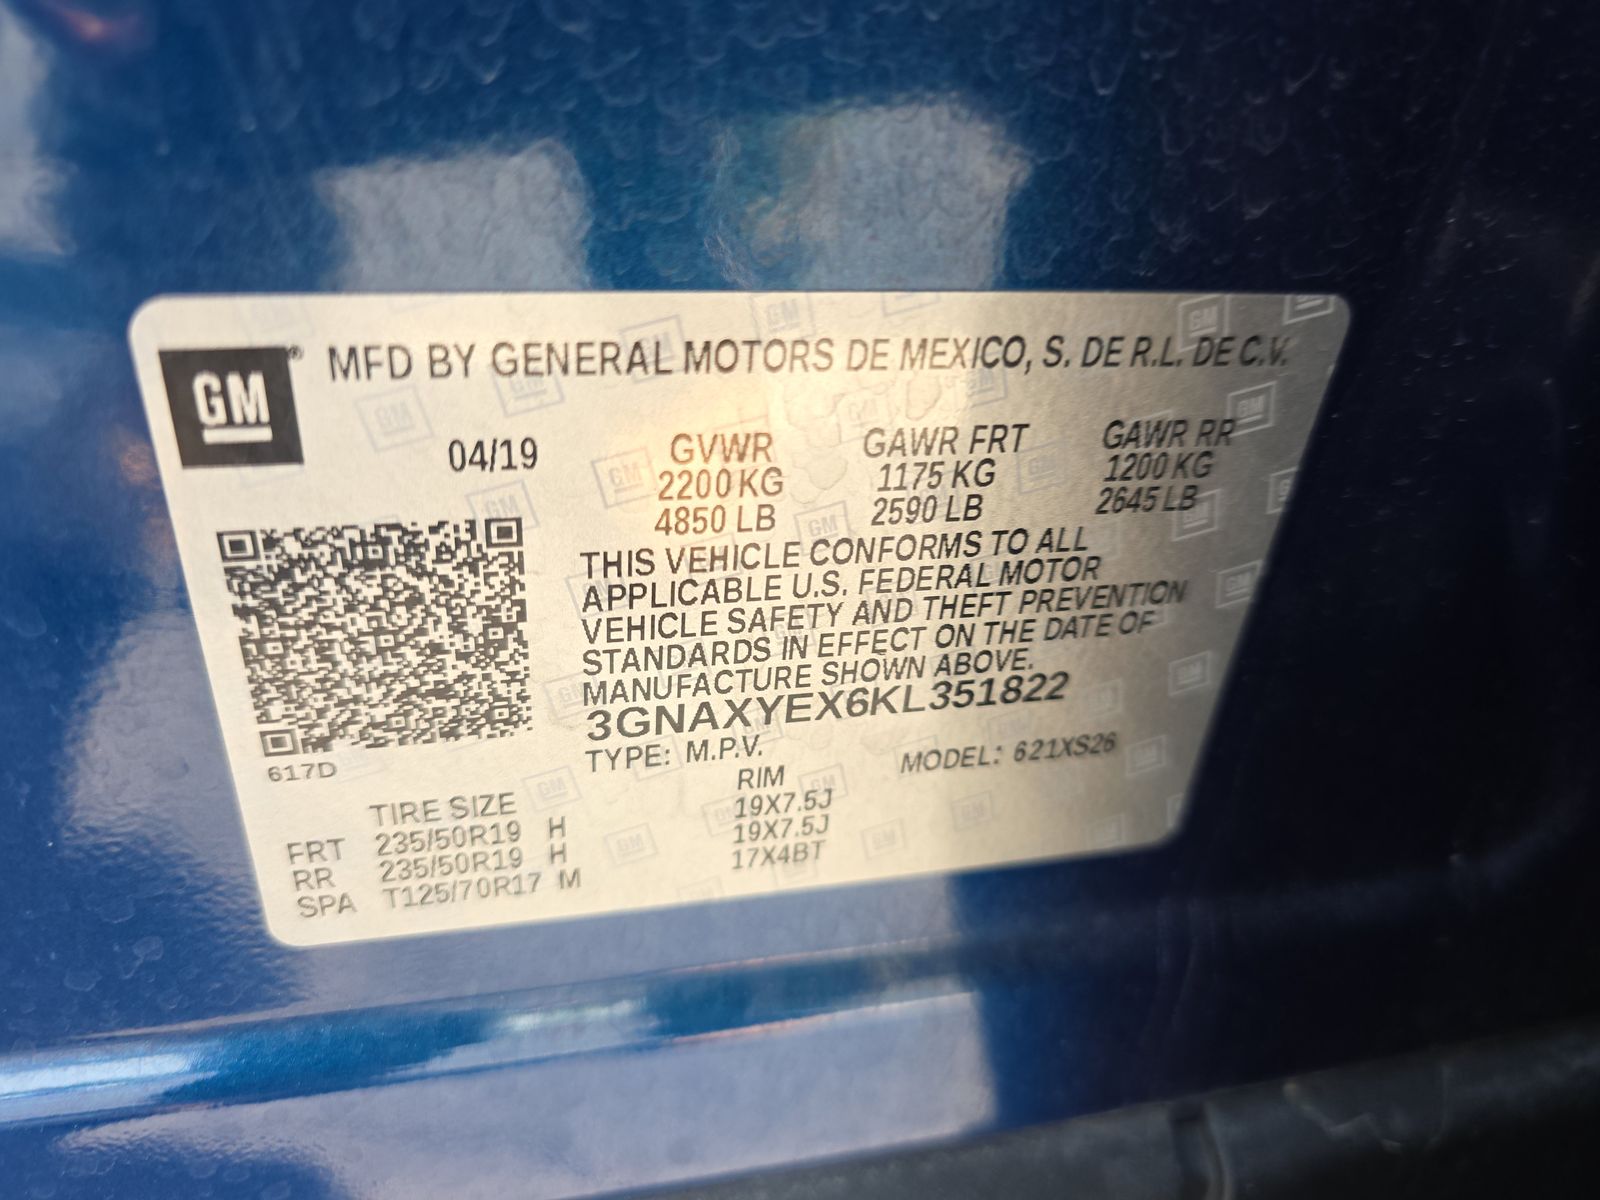 GM® MFD BY GENERAL MOTORS DE MEXICO, S. DE R.L. DE C.V.
04/19 GVWR GAWR FRT GAWR RR
2200 KG 1175 KG 1200 KG
4850 LB 2590 LB 2645 LB
THIS VEHICLE CONFORMS TO ALL
APPLICABLE U.S. FEDERAL MOTOR
VEHICLE SAFETY AND THEFT PREVENTION
STANDARDS IN EFFECT ON THE DATE OF
MANUFACTURE SHOWN ABOVE.
3GNAXYEX6KL351822
617D
TYPE: M.P.V. MODEL: 621XS26
TIRE SIZE RIM
FRT 235/50R19 H 19X7.5J
RR 235/50R19 H 19X7.5J
SPA T125/70R17 M 17X4BT